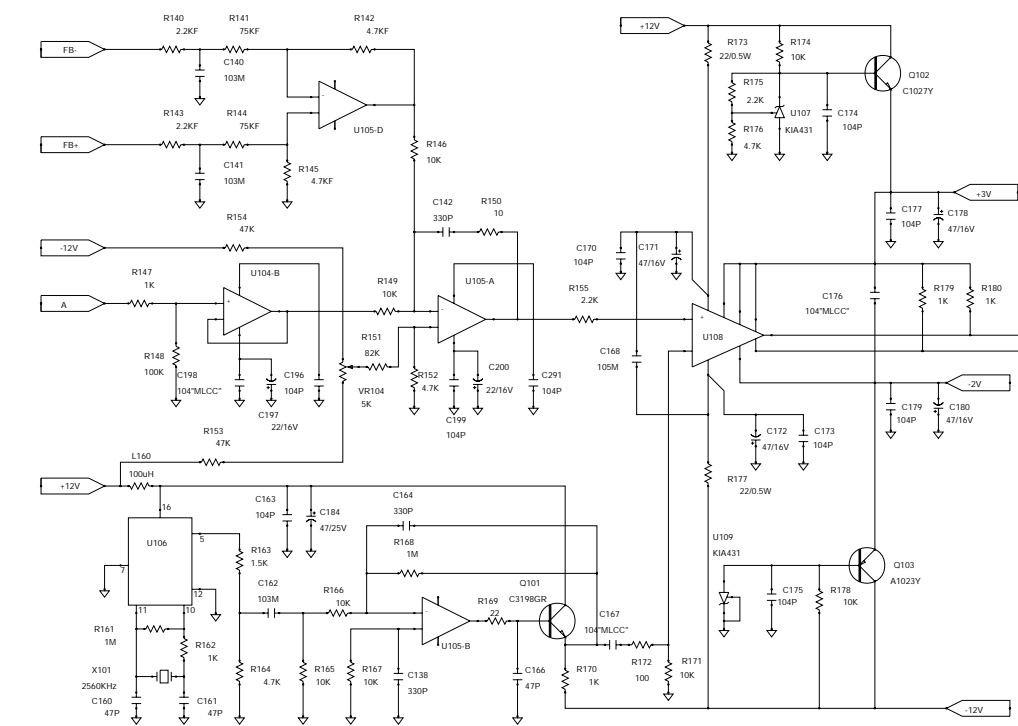 R140
2.2KF
R141
75KF
R142
4.7KF
FB-
C140
103M
U105-D
R143
2.2KF
R144
75KF
FB+
C141
103M
R145
4.7KF
R146
10K
+12V
R173
22/0.5W
R174
10K
R175
2.2K
R176
4.7K
U107
KIA431
C174
104P
Q102
C1027Y
+3V
C177
104P
C178
47/16V
R154
47K
-12V
C142
330P
R150
10
A
R147
1K
R148
100K
U104-B
C198
104"MLCC"
C196
104P
C197
22/16V
R149
10K
R151
82K
VR104
5K
U105-A
R152
4.7K
C200
22/16V
C199
104P
C291
104P
C170
104P
C171
47/16V
R155
2.2K
U108
C168
105M
C176
104"MLCC"
R179
1K
R180
1K
-2V
C179
104P
C180
47/16V
C172
47/16V
C173
104P
R177
22/0.5W
R153
47K
L160
100uH
+12V
16
U106
5
7
12
11
10
C163
104P
C184
47/25V
R163
1.5K
C162
103M
R166
10K
C164
330P
R168
1M
U105-B
R169
22
Q101
C3198GR
C167
104"MLCC"
R172
100
R171
10K
R161
1M
R162
1K
X101
2560KHz
C160
47P
C161
47P
R164
4.7K
R165
10K
R167
10K
C138
330P
C166
47P
R170
1K
U109
KIA431
C175
104P
R178
10K
Q103
A1023Y
-12V
+
-
+
-
+
-